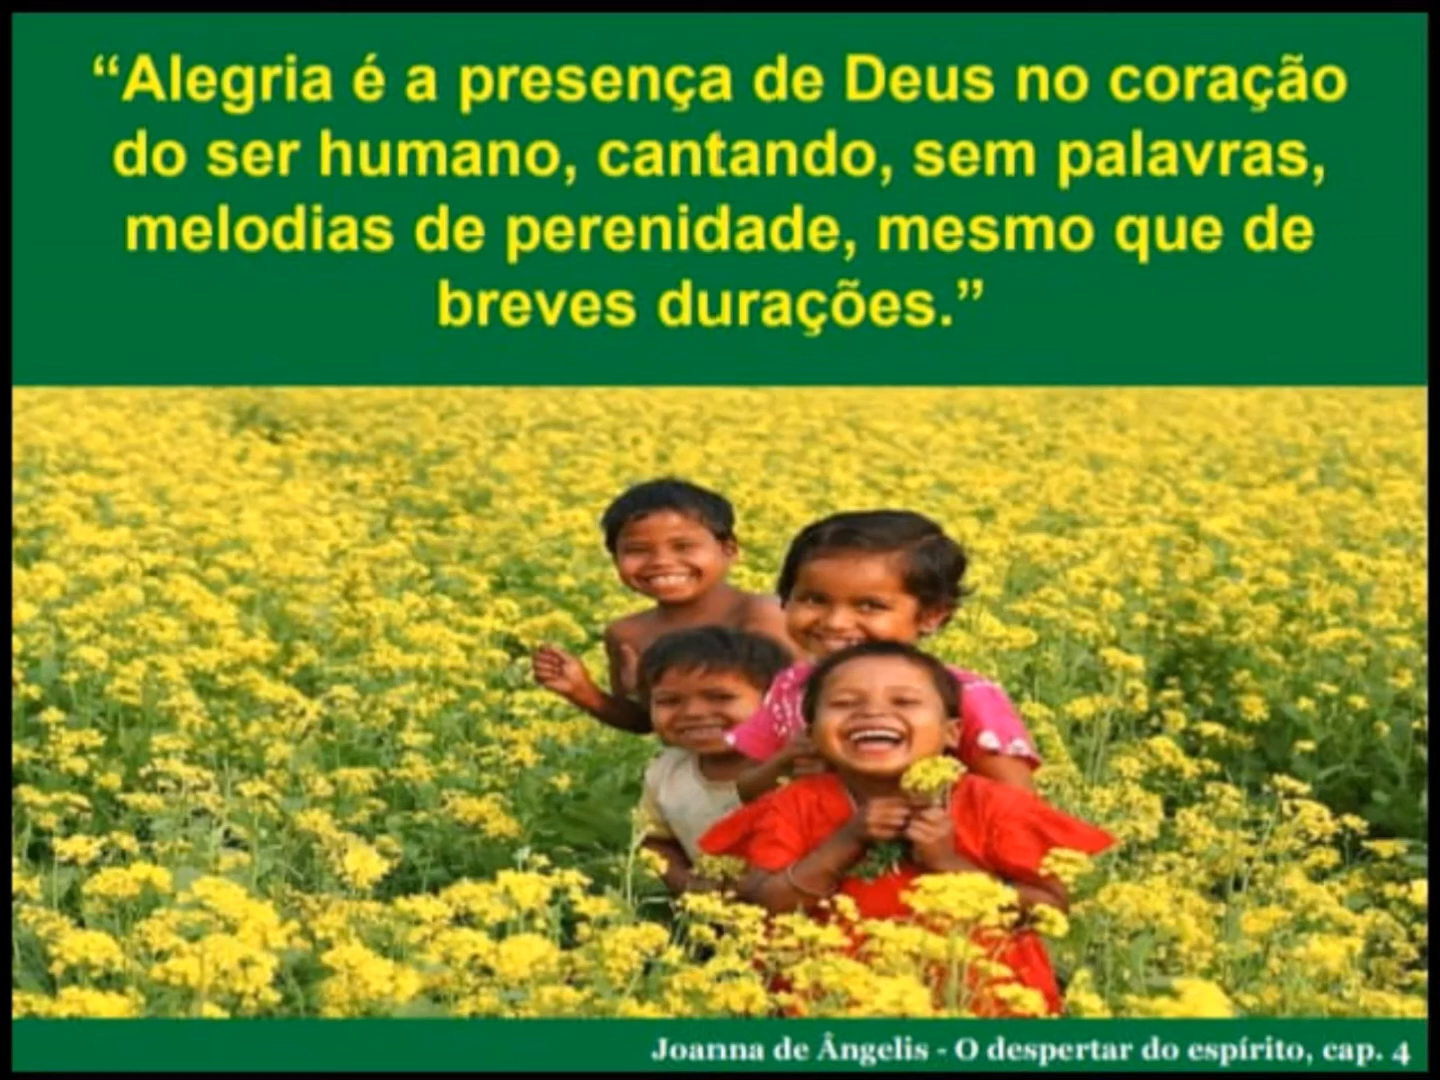 “Alegria é a presença de Deus no coração
do ser humano, cantando, sem palavras,
melodias de perenidade, mesmo que de
breves durações.”
Joanna de Ângelis - O despertar do espírito, cap. 4